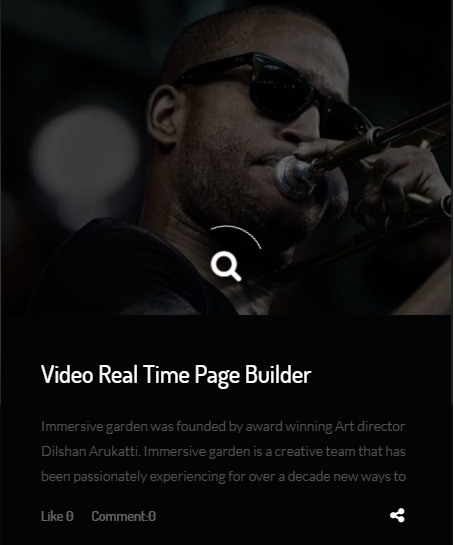 Video Real Time Page Builder
Immersive garden was founded by award winning Art director
Dilshan Arukatti. Immersive garden is a creative team that has
been passionately experiencing for over a decade new ways to
Like 0 Comment:0